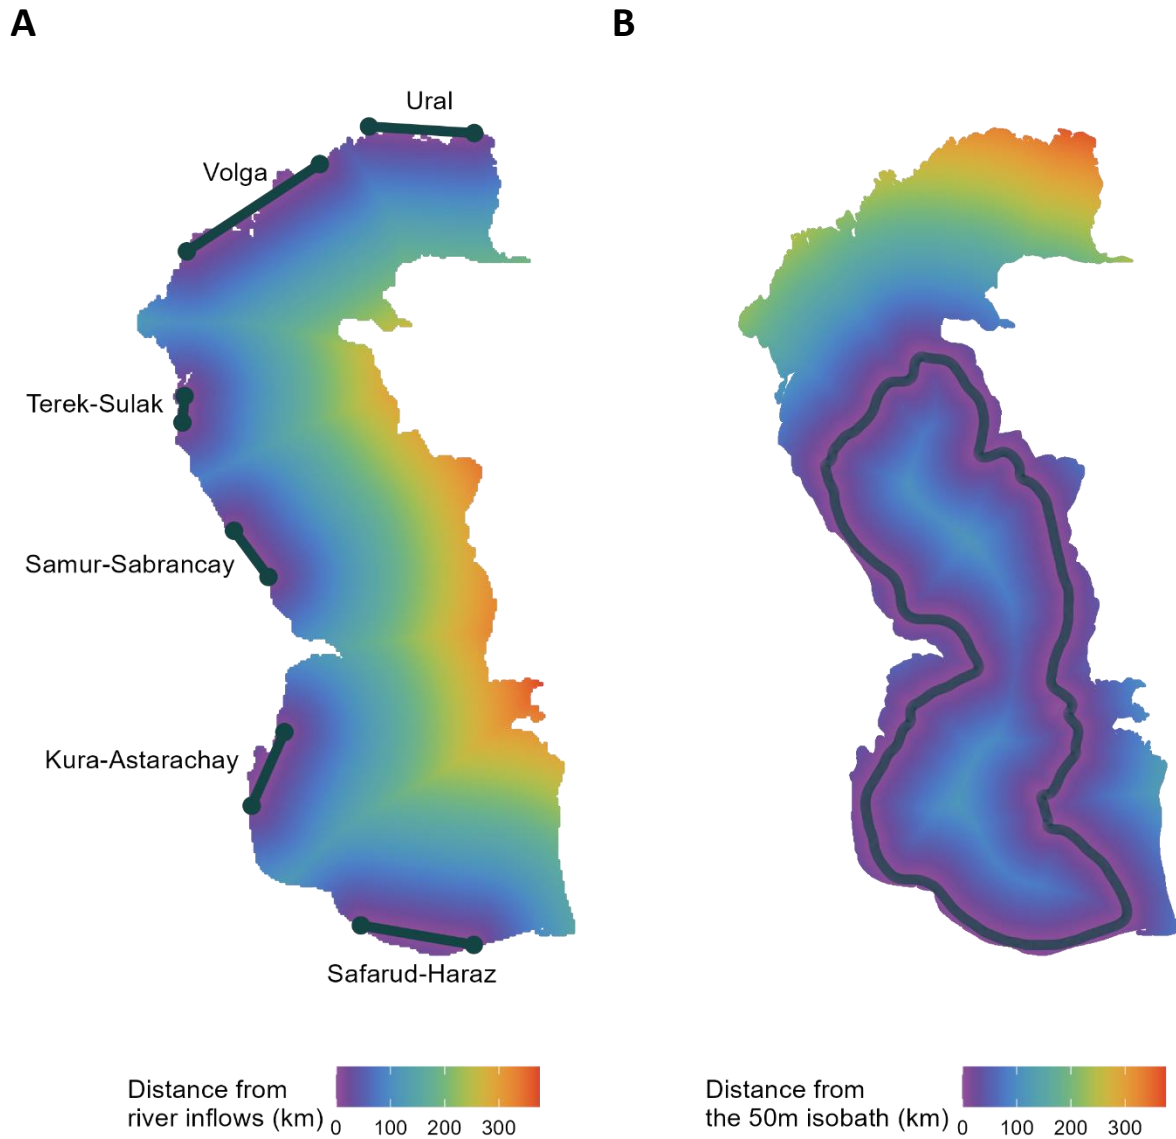 A
B
Ural
Volga
Terek-Sulak
Samur-Sabrancay
Kura-Astarachay
Safarud-Haraz
Distance from
river inflows (km)
0 100 200 300
Distance from
the 50m isobath (km)
0 100 200 300